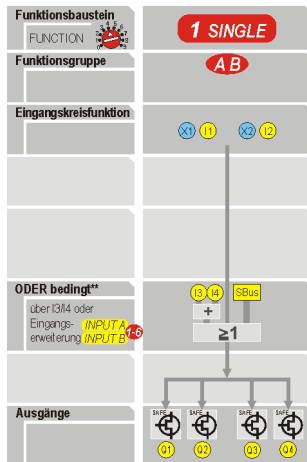 Funktionsbaustein
FUNCTION
1 SINGLE
Funktionsgruppe
A B
Eingangskreisfunktion
X1 I1 X2 I2
ODER bedingt**
über I3/I4 oder
Eingangs-
erweiterung
INPUT A
INPUT B
1-6
I3 I4 SBus
+
≥1
Ausgänge
SAFE SAFE SAFE SAFE
Q1 Q2 Q3 Q4